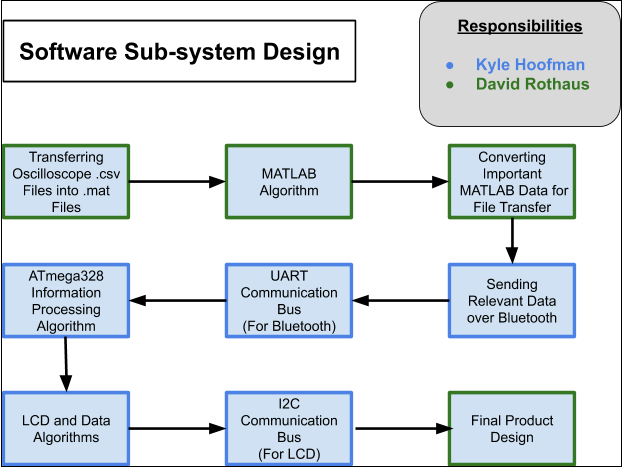 Software Sub-system Design
Responsibilities
● Kyle Hoofman
● David Rothaus
Transferring
Oscilloscope .csv
Files into .mat
Files
MATLAB
Algorithm
Converting
Important
MATLAB Data for
File Transfer
ATmega328
Information
Processing
Algorithm
UART
Communication
Bus
(For Bluetooth)
Sending
Relevant Data
over Bluetooth
LCD and Data
Algorithms
I2C
Communication
Bus
(For LCD)
Final Product
Design